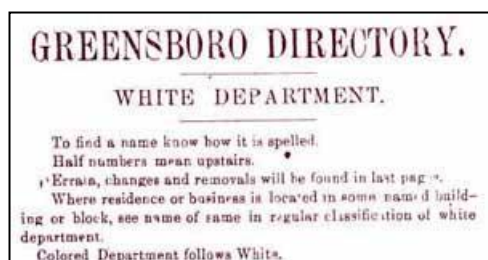 GREENSBORO DIRECTORY.
WHITE DEPARTMENT.
To find a name know how it is spelled.
Half numbers mean upstairs.
Errata, changes and removals will be found in last pages.
Where residence or business is located in some named build-
ing or block, see name of same in regular classification of white
department.
Colored Department follows White.